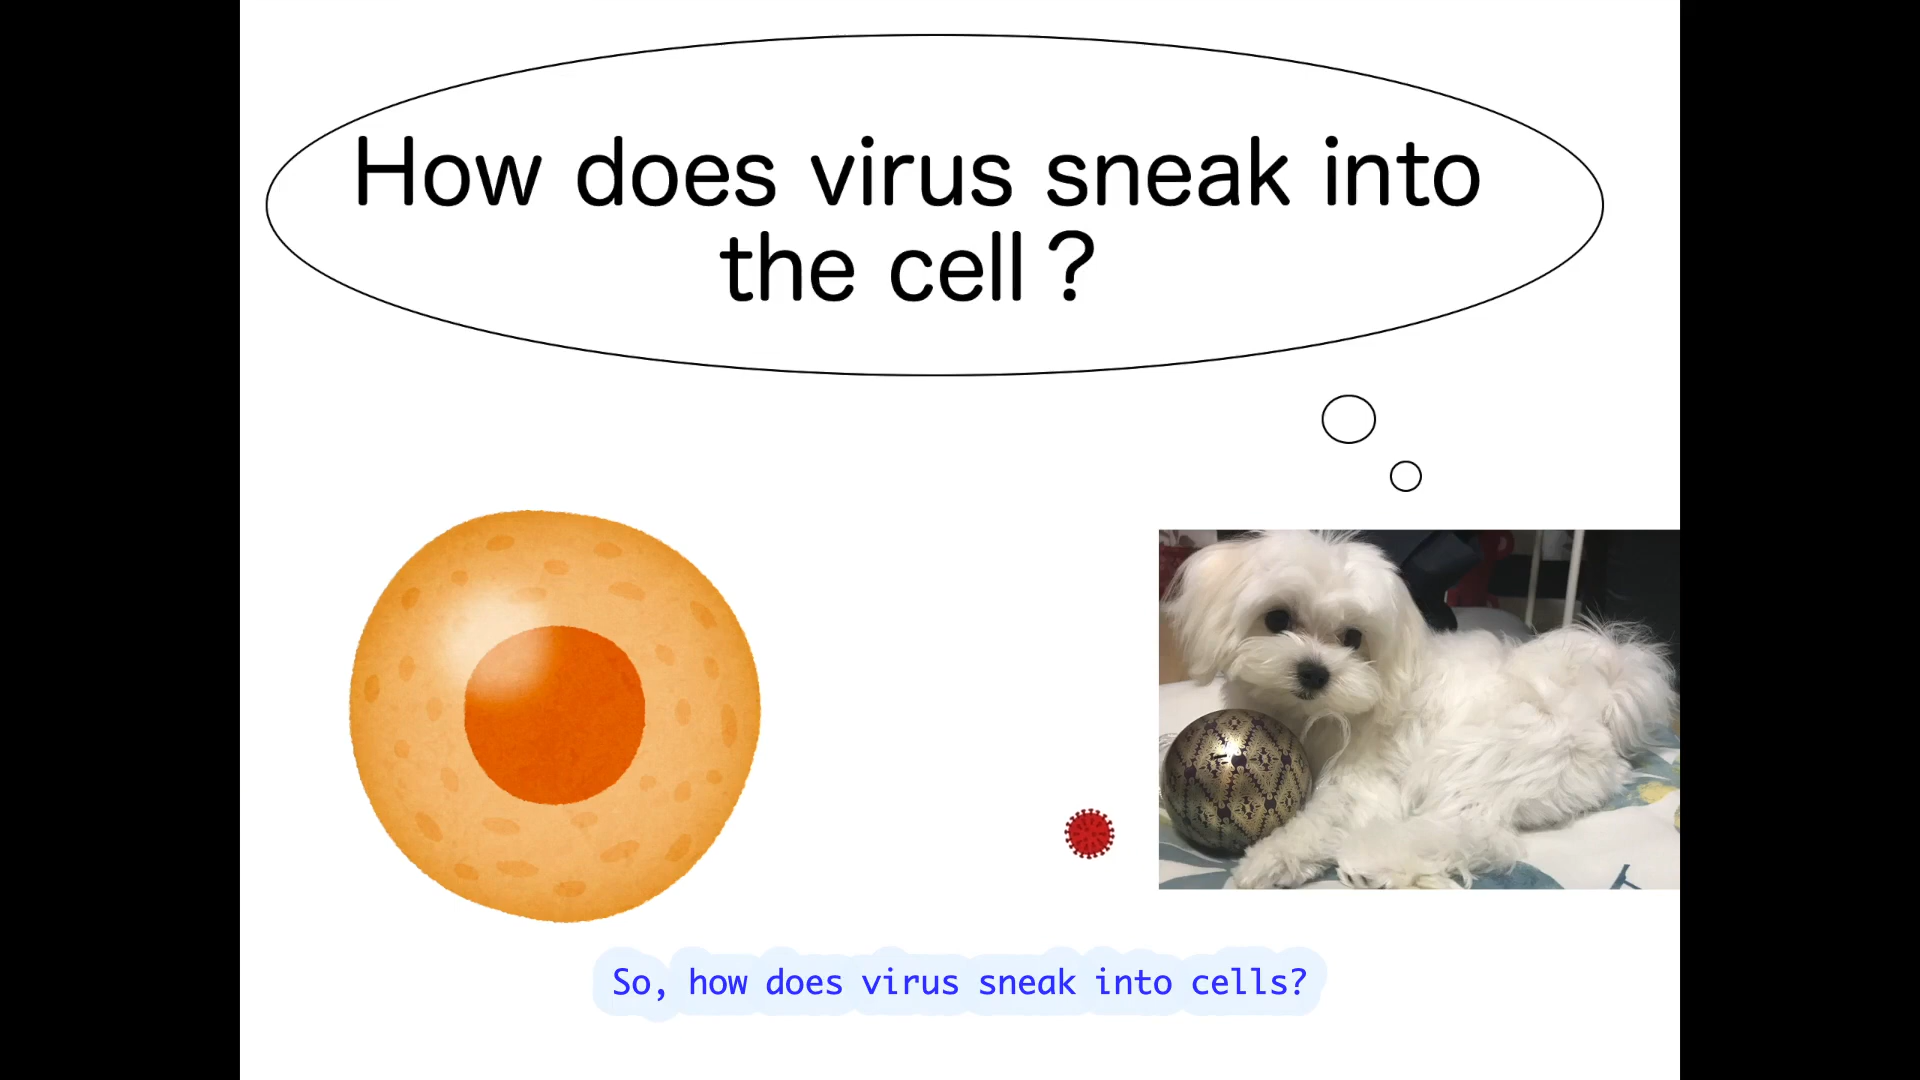 How does virus sneak into
the cell？
So, how does virus sneak into cells?